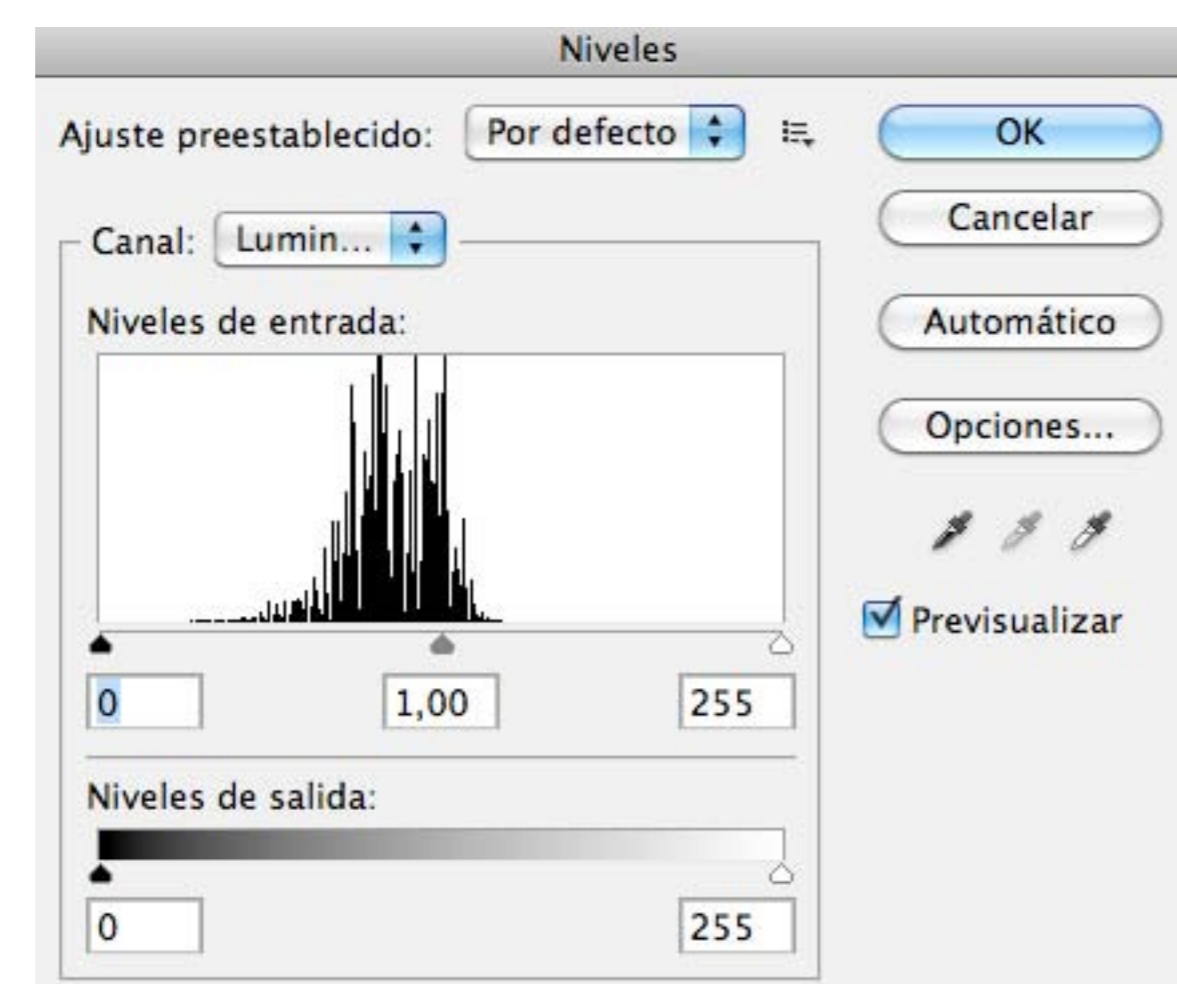 Niveles
Ajuste preestablecido: Por defecto
OK
Canal: Lumin...
Cancelar
Niveles de entrada:
Automático
Opciones...
Previsualizar
0 1,00 255
Niveles de salida:
0 255